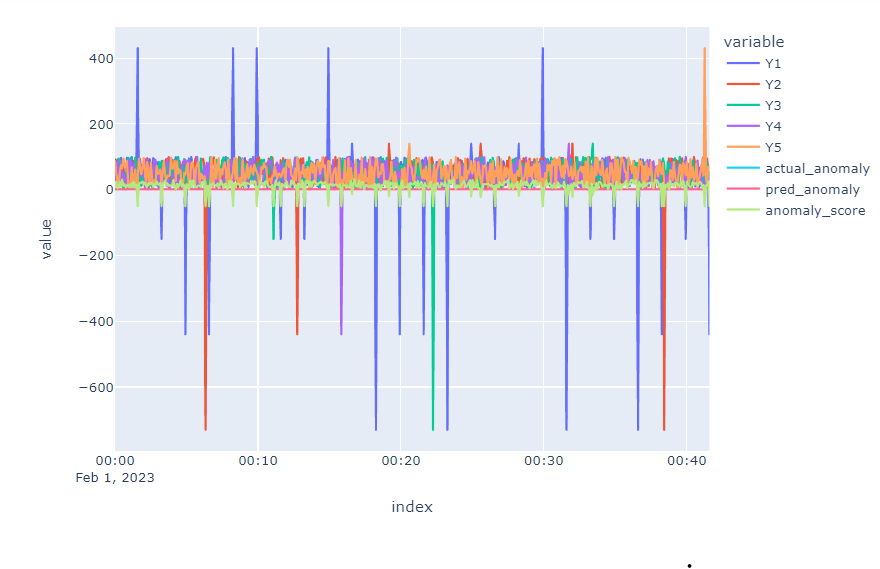 variable
Y1
Y2
Y3
Y4
Y5
actual_anomaly
pred_anomaly
anomaly_score
value
400
200
0
−200
−400
−600
00:00 00:10 00:20 00:30 00:40
Feb 1, 2023
index
.